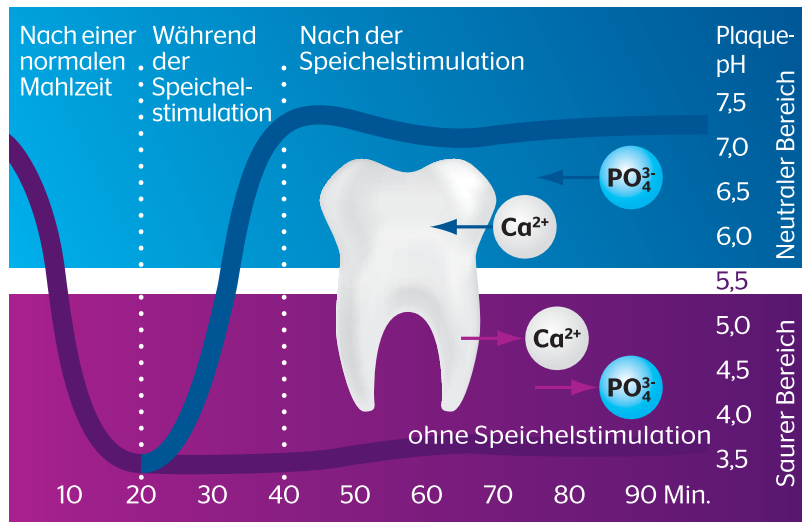 Nach einer
normalen
Mahlzeit
Während
der
Speichel-
stimulation
Nach der
Speichelstimulation
Plaque-
pH
7,5
7,0
6,5
6,0
5,5
5,0
4,5
4,0
3,5
Neutraler Bereich
Saurer Bereich
PO₄³⁻
Ca²⁺
Ca²⁺
PO₄³⁻
ohne Speichelstimulation
10 20 30 40 50 60 70 80 90 Min.